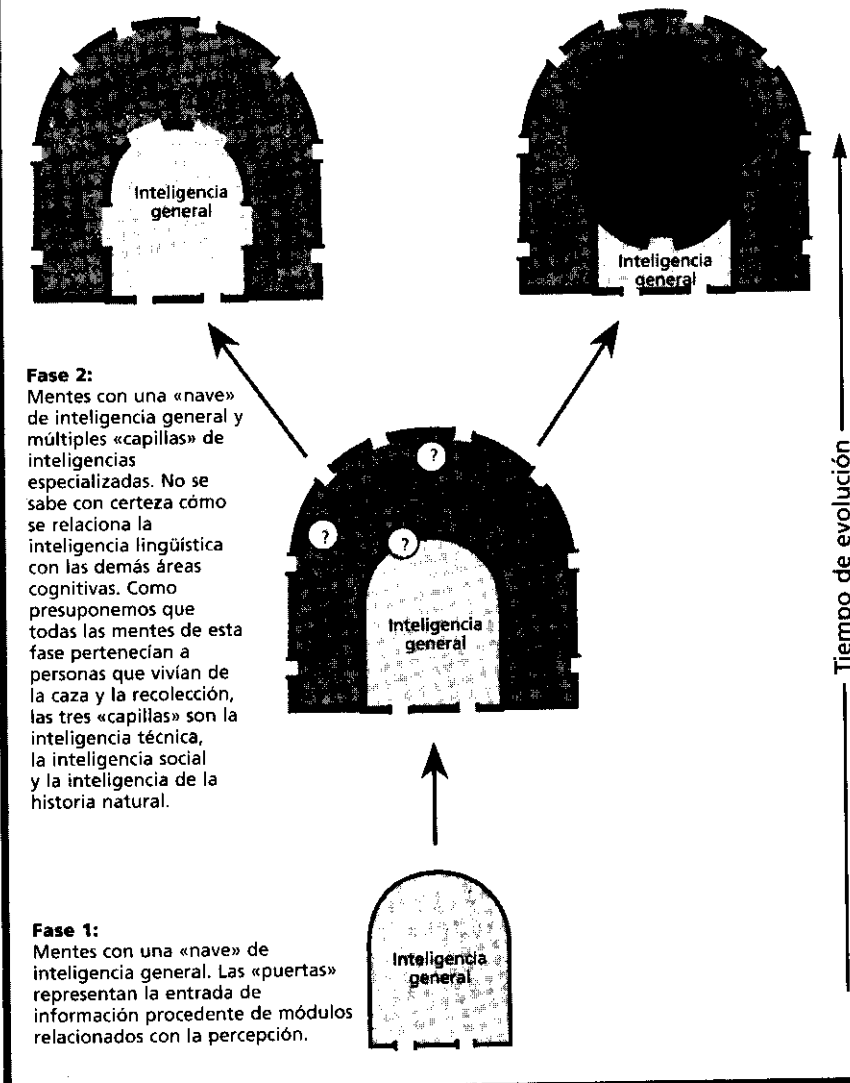 Inteligencia
general
Inteligencia
general
Fase 2:
Mentes con una «nave»
de inteligencia general y
múltiples «capillas» de
inteligencias
especializadas. No se
sabe con certeza cómo
se relaciona la
inteligencia lingüística
con las demás áreas
cognitivas. Como
presuponemos que
todas las mentes de esta
fase pertenecían a
personas que vivían de
la caza y la recolección,
las tres «capillas» son la
inteligencia técnica,
la inteligencia social
y la inteligencia de la
historia natural.
?
?
?
Inteligencia
general
Tiempo de evolución
Fase 1:
Mentes con una «nave» de
inteligencia general. Las «puertas»
representan la entrada de
información procedente de módulos
relacionados con la percepción.
Inteligencia
general